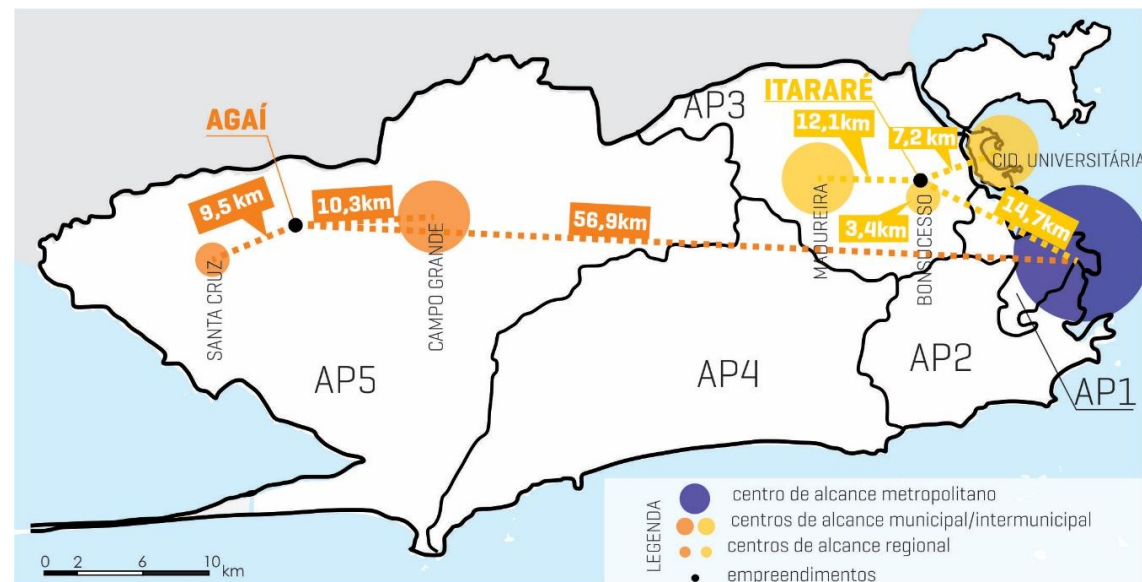 AGAÍ
9,5 km
10,3km
56,9km
SANTA CRUZ
CAMPO GRANDE
AP5
AP3
ITARARÉ
12,1km
7,2 km
CID. UNIVERSITÁRIA
3,4km
14,7km
MADUREIRA
BONSUCESSO
AP4
AP2
AP1
LEGENDA
centro de alcance metropolitano
centros de alcance municipal/intermunicipal
centros de alcance regional
empreendimentos
0 2 6 10
km